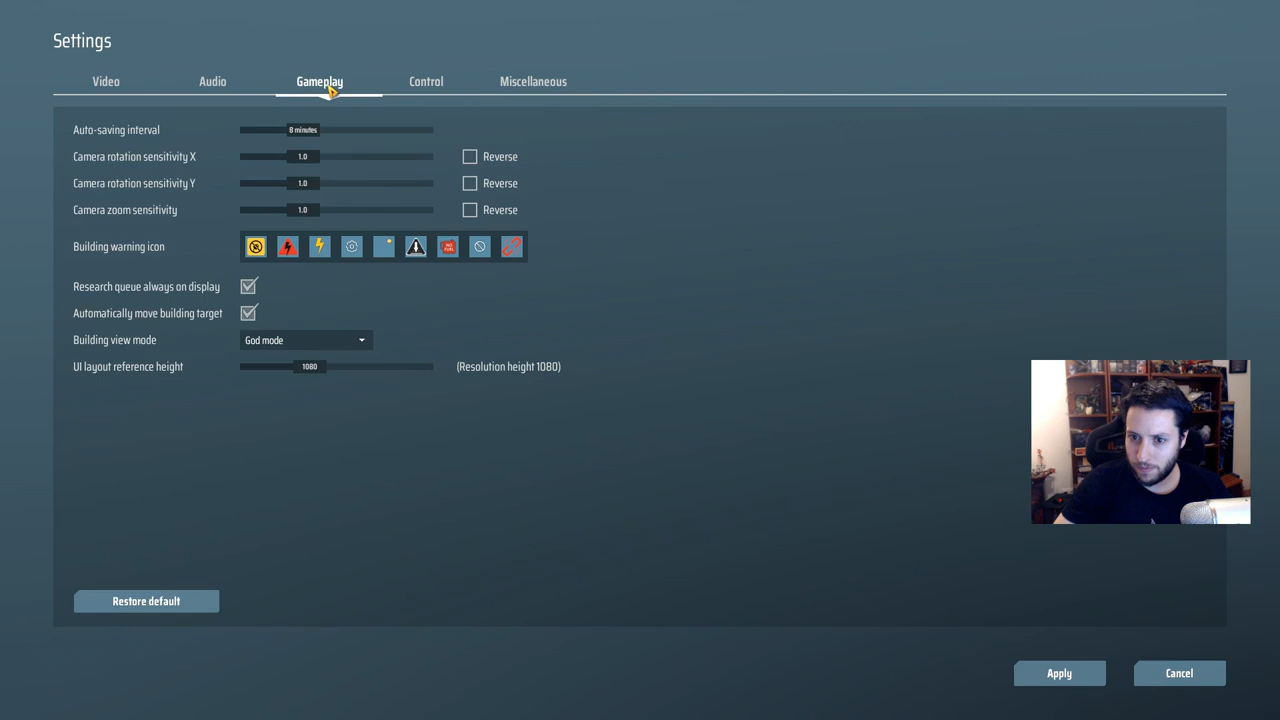 Settings
Video
Audio
Gameplay
Control
Miscellaneous
Auto-saving interval
8 minutes
Camera rotation sensitivity X
1.0
Reverse
Camera rotation sensitivity Y
1.0
Reverse
Camera zoom sensitivity
1.0
Reverse
Building warning icon
NO
FUEL
Research queue always on display
Automatically move building target
Building view mode
God mode
UI layout reference height
1080
(Resolution height 1080)
Restore default
Apply
Cancel